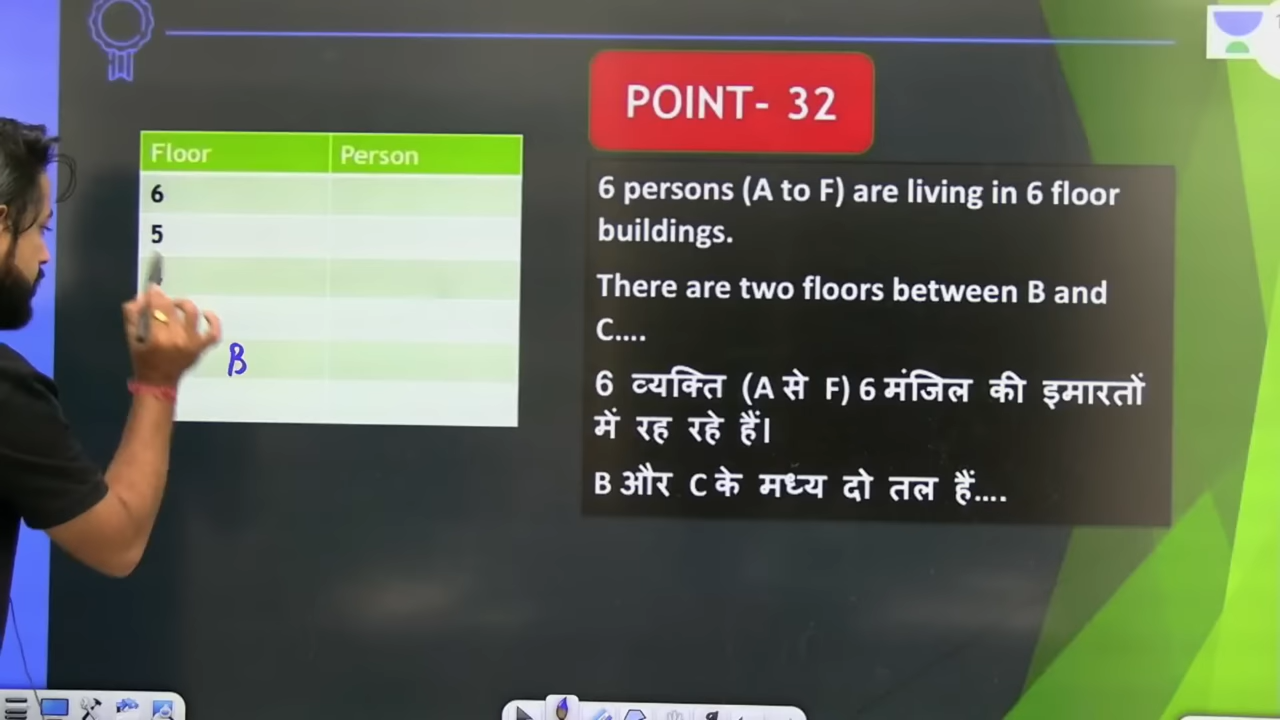 POINT- 32
Floor Person
6
5
B
6 persons (A to F) are living in 6 floor
buildings.
There are two floors between B and
C....
6 व्यक्ति (A से F) 6 मंजिल की इमारतों
में रह रहे हैं।
B और C के मध्य दो तल हैं....